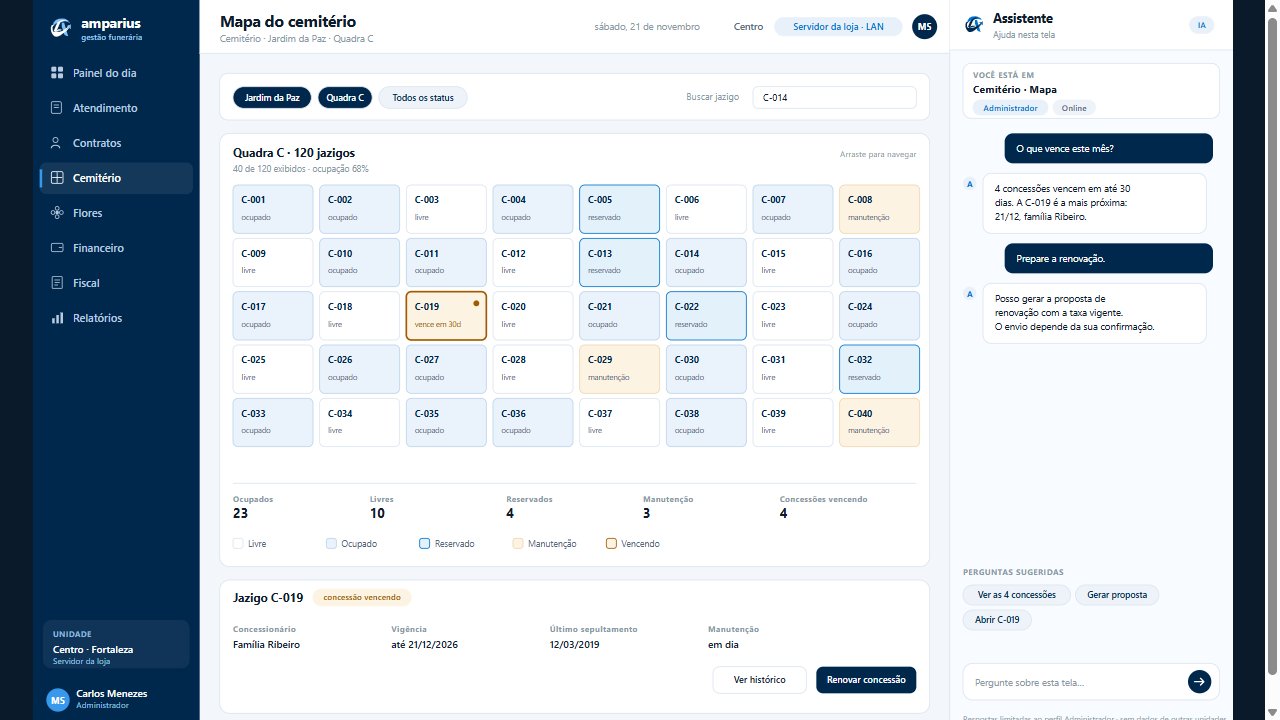 amparius
gestão funerária
Painel do dia
Atendimento
Contratos
Cemitério
Flores
Financeiro
Fiscal
Relatórios
UNIDADE
Centro · Fortaleza
Servidor da loja
MS
Carlos Menezes
Administrador
Mapa do cemitério
Cemitério · Jardim da Paz · Quadra C
sábado, 21 de novembro
Centro
Servidor da loja · LAN
MS
Jardim da Paz
Quadra C
Todos os status
Buscar jazigo
C-014
Quadra C · 120 jazigos
40 de 120 exibidos · ocupação 68%
Arraste para navegar
C-001
ocupado
C-002
ocupado
C-003
livre
C-004
ocupado
C-005
reservado
C-006
livre
C-007
ocupado
C-008
manutenção
C-009
livre
C-010
ocupado
C-011
ocupado
C-012
livre
C-013
reservado
C-014
ocupado
C-015
livre
C-016
ocupado
C-017
ocupado
C-018
livre
C-019
vence em 30d
C-020
livre
C-021
ocupado
C-022
reservado
C-023
livre
C-024
ocupado
C-025
livre
C-026
ocupado
C-027
ocupado
C-028
livre
C-029
manutenção
C-030
ocupado
C-031
livre
C-032
reservado
C-033
ocupado
C-034
livre
C-035
ocupado
C-036
ocupado
C-037
livre
C-038
ocupado
C-039
livre
C-040
manutenção
Ocupados
23
Livres
10
Reservados
4
Manutenção
3
Concessões vencendo
4
Livre
Ocupado
Reservado
Manutenção
Vencendo
Jazigo C-019
concessão vencendo
Concessionário
Família Ribeiro
Vigência
até 21/12/2026
Último sepultamento
12/03/2019
Manutenção
em dia
Ver histórico
Renovar concessão
Assistente
Ajuda nesta tela
IA
VOCÊ ESTÁ EM
Cemitério · Mapa
Administrador
Online
O que vence este mês?
A
4 concessões vencem em até 30
dias. A C-019 é a mais próxima:
21/12, família Ribeiro.
Prepare a renovação.
A
Posso gerar a proposta de
renovação com a taxa vigente.
O envio depende da sua confirmação.
PERGUNTAS SUGERIDAS
Ver as 4 concessões
Gerar proposta
Abrir C-019
Pergunte sobre esta tela...
Respostas limitadas ao perfil Administrador · sem dados de outras unidades